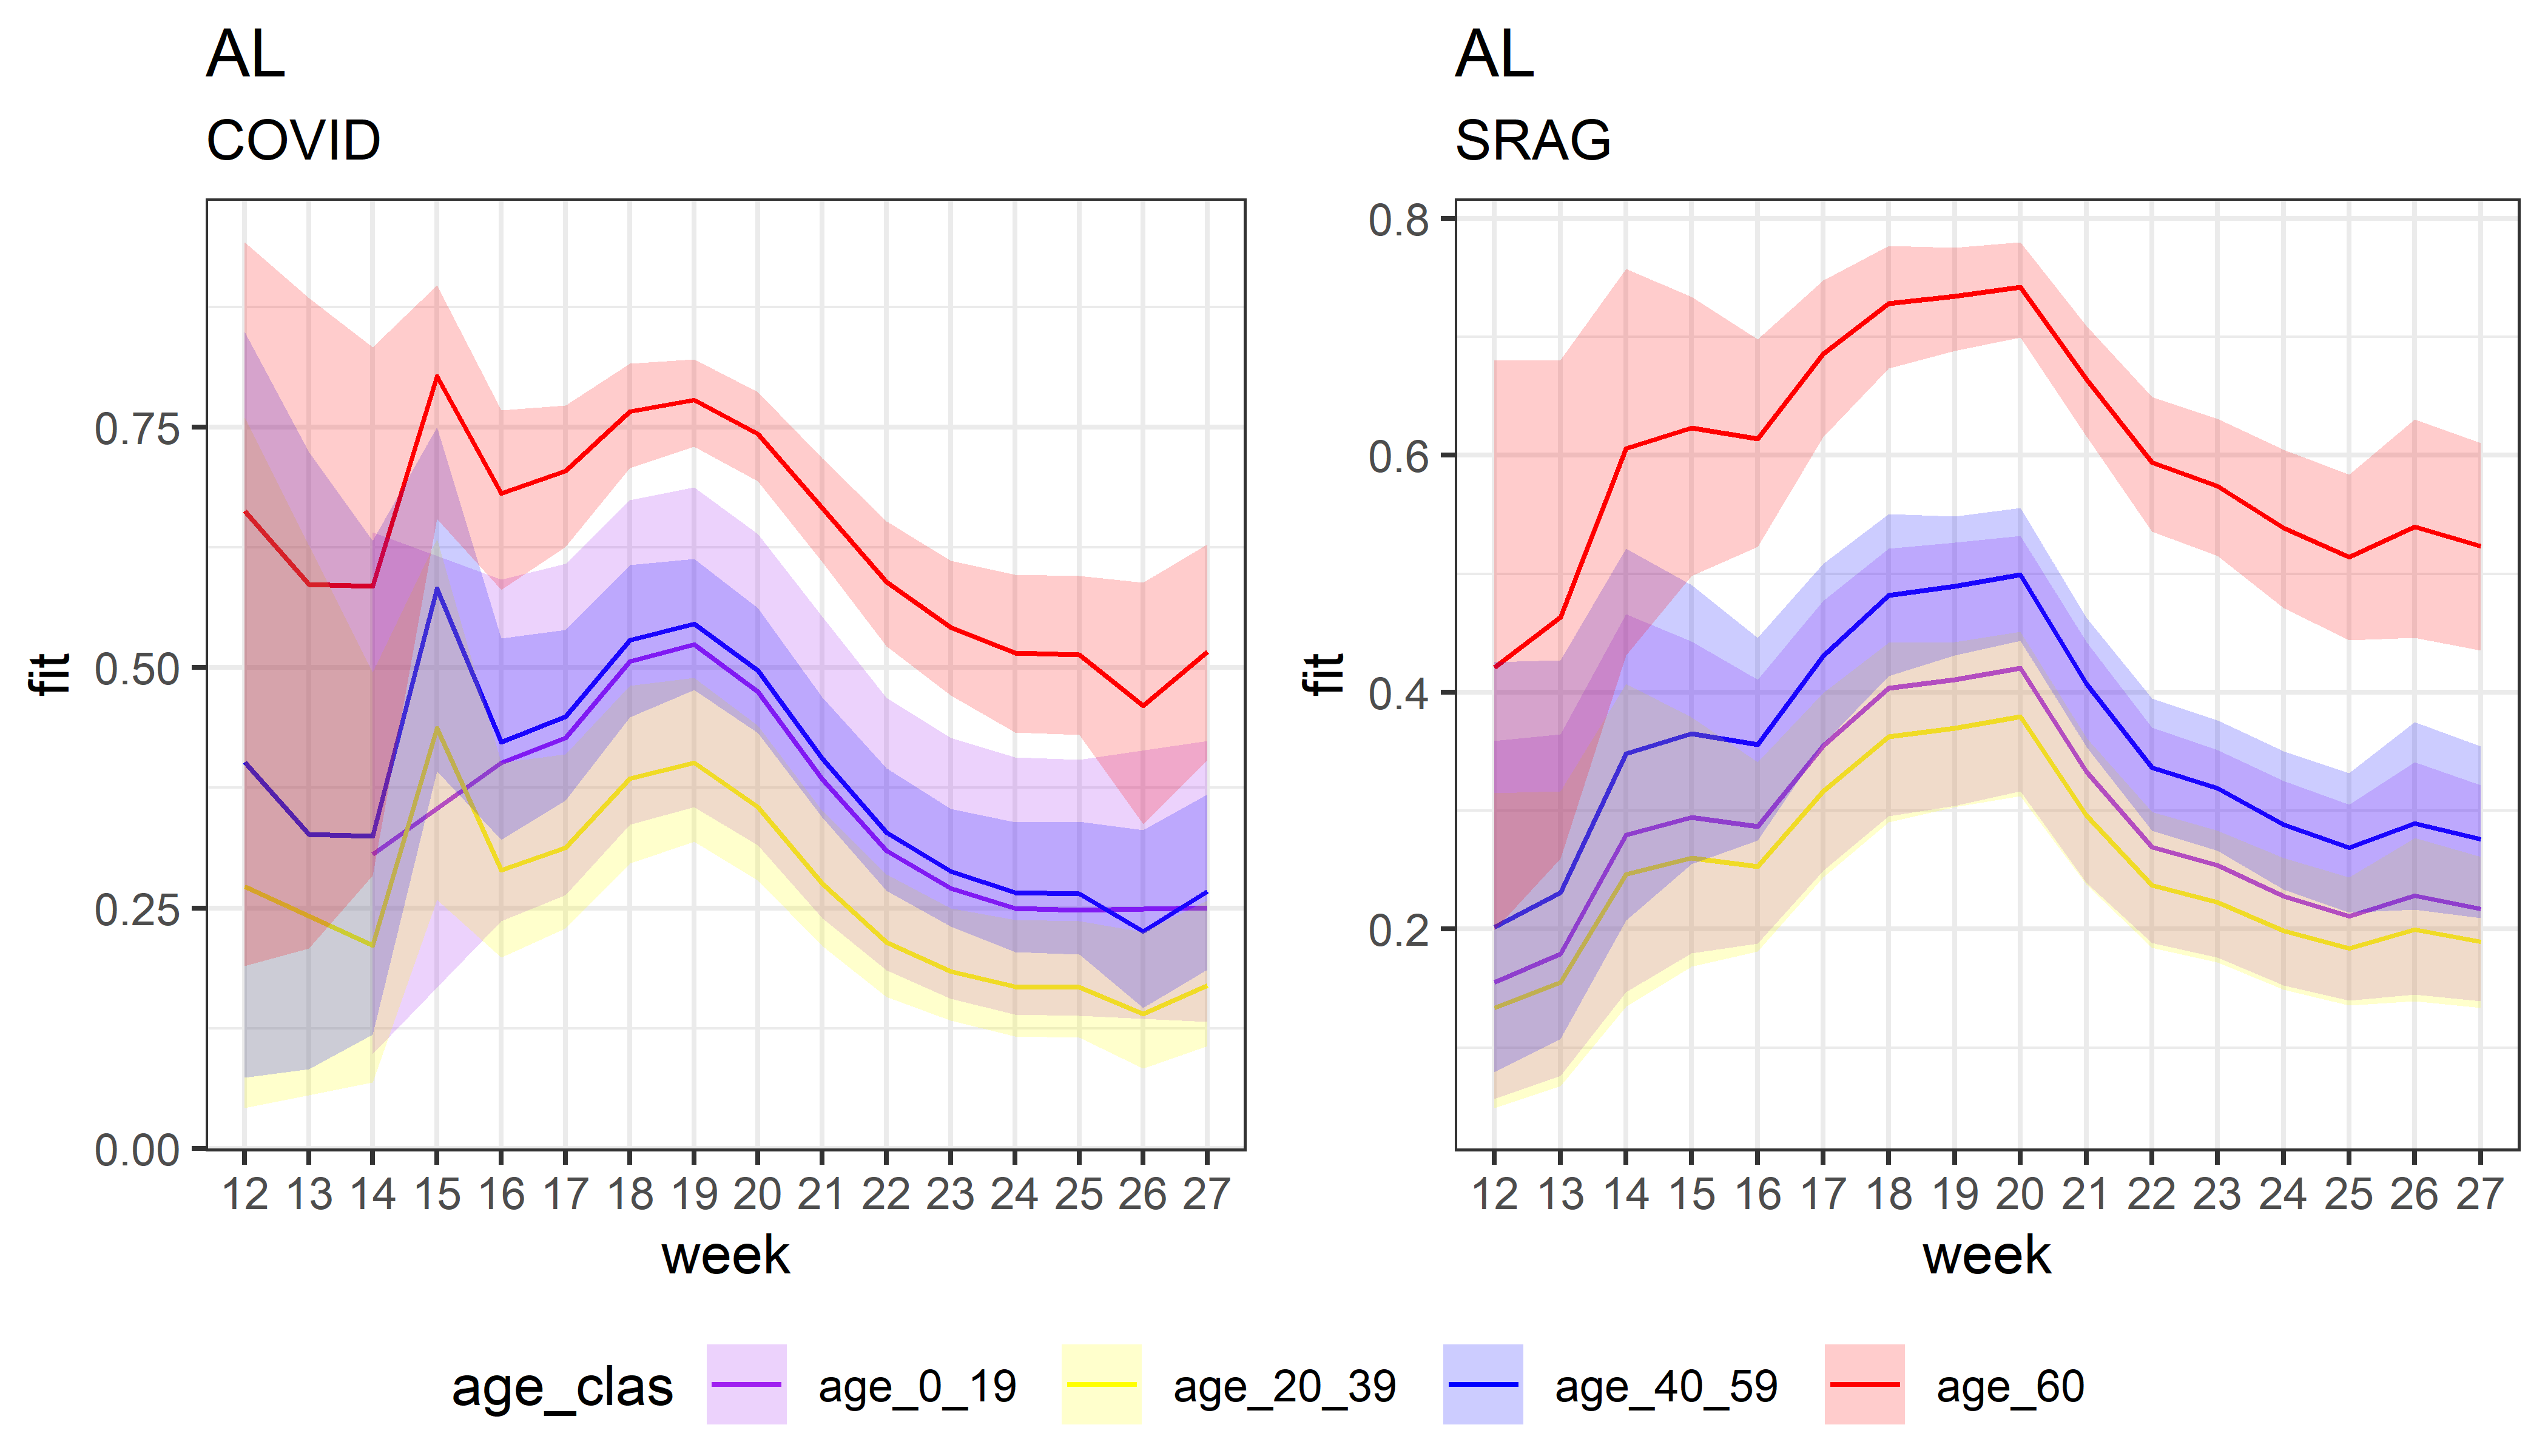 AL
COVID
fit
0.75
0.50
0.25
0.00
12 13 14 15 16 17 18 19 20 21 22 23 24 25 26 27
week
AL
SRAG
fit
0.8
0.6
0.4
0.2
12 13 14 15 16 17 18 19 20 21 22 23 24 25 26 27
week
age_clas age_0_19 age_20_39 age_40_59 age_60